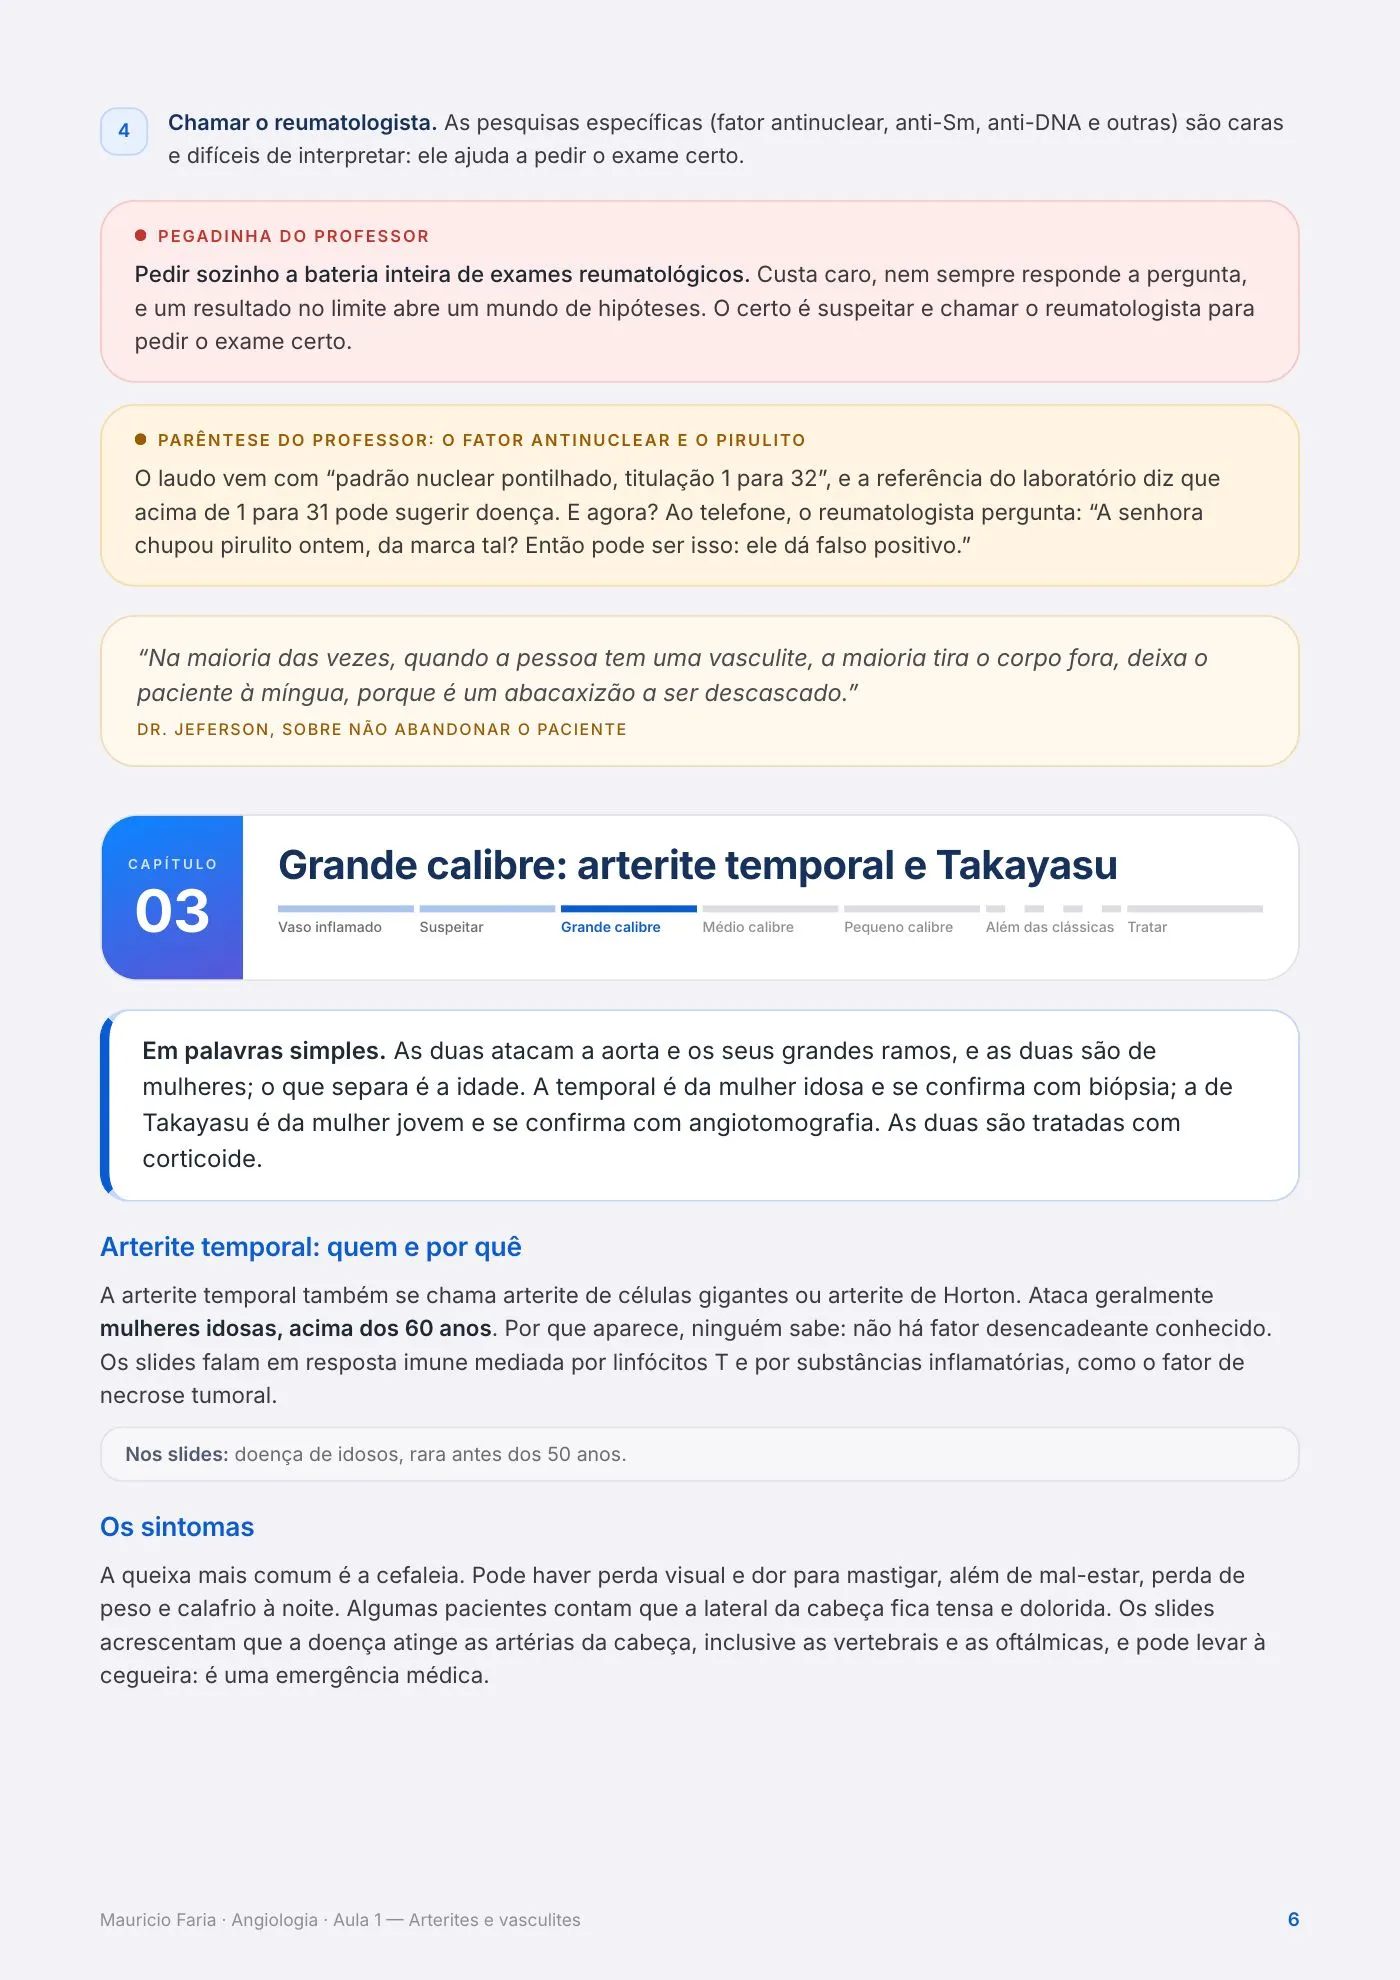 4
Chamar o reumatologista. As pesquisas específicas (fator antinuclear, anti-Sm, anti-DNA e outras) são caras
e difíceis de interpretar: ele ajuda a pedir o exame certo.
PEGADINHA DO PROFESSOR
Pedir sozinho a bateria inteira de exames reumatológicos. Custa caro, nem sempre responde a pergunta,
e um resultado no limite abre um mundo de hipóteses. O certo é suspeitar e chamar o reumatologista para
pedir o exame certo.
PARÊNTESE DO PROFESSOR: O FATOR ANTINUCLEAR E O PIRULITO
O laudo vem com “padrão nuclear pontilhado, titulação 1 para 32”, e a referência do laboratório diz que
acima de 1 para 31 pode sugerir doença. E agora? Ao telefone, o reumatologista pergunta: “A senhora
chupou pirulito ontem, da marca tal? Então pode ser isso: ele dá falso positivo.”
“Na maioria das vezes, quando a pessoa tem uma vasculite, a maioria tira o corpo fora, deixa o
paciente à míngua, porque é um abacaxizão a ser descascado.”
DR. JEFERSON, SOBRE NÃO ABANDONAR O PACIENTE
CAPÍTULO
03
Grande calibre: arterite temporal e Takayasu
Vaso inflamado Suspeitar Grande calibre Médio calibre Pequeno calibre Além das clássicas Tratar
Em palavras simples. As duas atacam a aorta e os seus grandes ramos, e as duas são de
mulheres; o que separa é a idade. A temporal é da mulher idosa e se confirma com biópsia; a de
Takayasu é da mulher jovem e se confirma com angiotomografia. As duas são tratadas com
corticoide.
Arterite temporal: quem e por quê
A arterite temporal também se chama arterite de células gigantes ou arterite de Horton. Ataca geralmente
mulheres idosas, acima dos 60 anos. Por que aparece, ninguém sabe: não há fator desencadeante conhecido.
Os slides falam em resposta imune mediada por linfócitos T e por substâncias inflamatórias, como o fator de
necrose tumoral.
Nos slides: doença de idosos, rara antes dos 50 anos.
Os sintomas
A queixa mais comum é a cefaleia. Pode haver perda visual e dor para mastigar, além de mal-estar, perda de
peso e calafrio à noite. Algumas pacientes contam que a lateral da cabeça fica tensa e dolorida. Os slides
acrescentam que a doença atinge as artérias da cabeça, inclusive as vertebrais e as oftálmicas, e pode levar à
cegueira: é uma emergência médica.
Mauricio Faria · Angiologia · Aula 1 — Arterites e vasculites
6